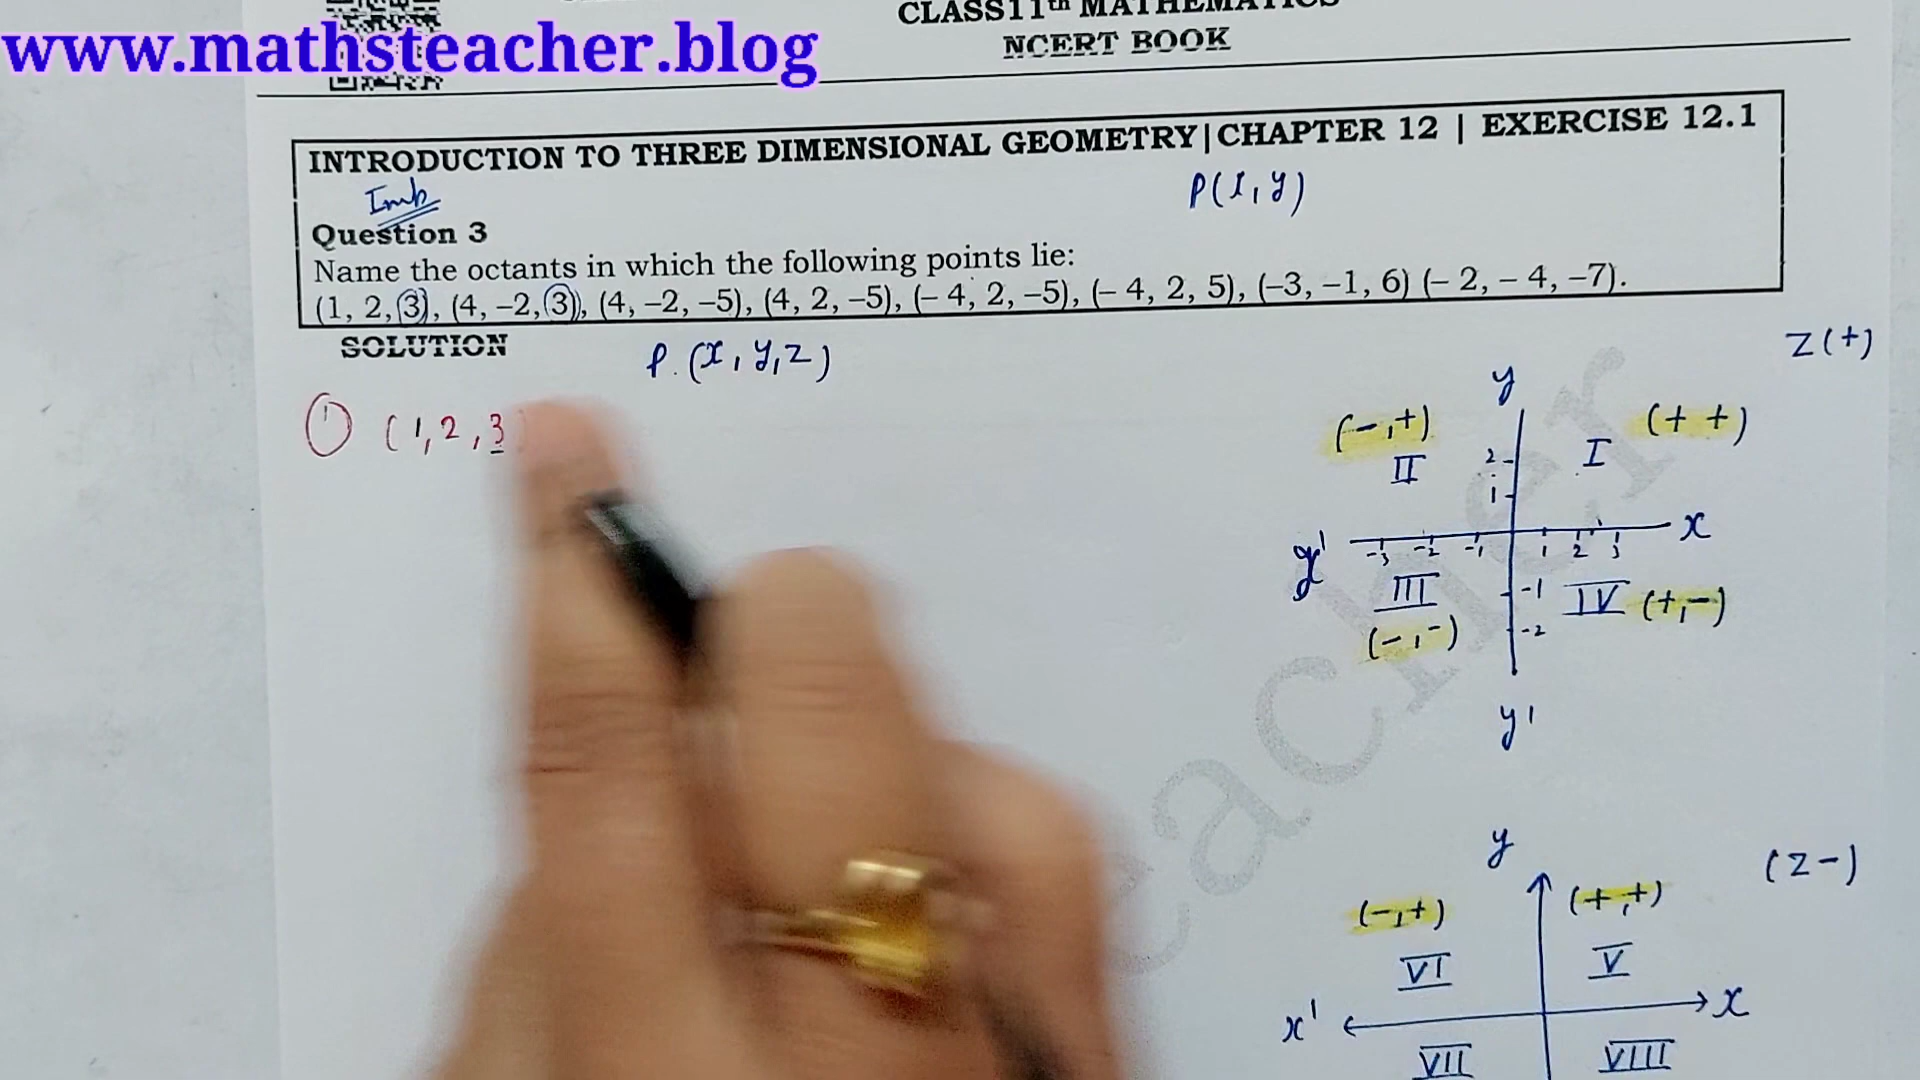 www.mathsteacher.blog
CLASS11th MATHEMATICS
NCERT BOOK
INTRODUCTION TO THREE DIMENSIONAL GEOMETRY|CHAPTER 12 | EXERCISE 12.1
Imb
P(x, y)
Question 3
Name the octants in which the following points lie:
(1, 2, 3), (4, –2, 3), (4, –2, –5), (4, 2, –5), (– 4, 2, –5), (– 4, 2, 5), (–3, –1, 6) (– 2, – 4, –7).
SOLUTION
P. (x, y, z)
z(+)
① (1, 2, 3)
y
(-,+) (+ +)
II 2 I
1
y' -3 -2 -1 1 2 3 x
III -1 IV (+,-)
(-,-) -2
y'
y (z-)
(-,+) (+,+)
VI V
x' x
VII VIII